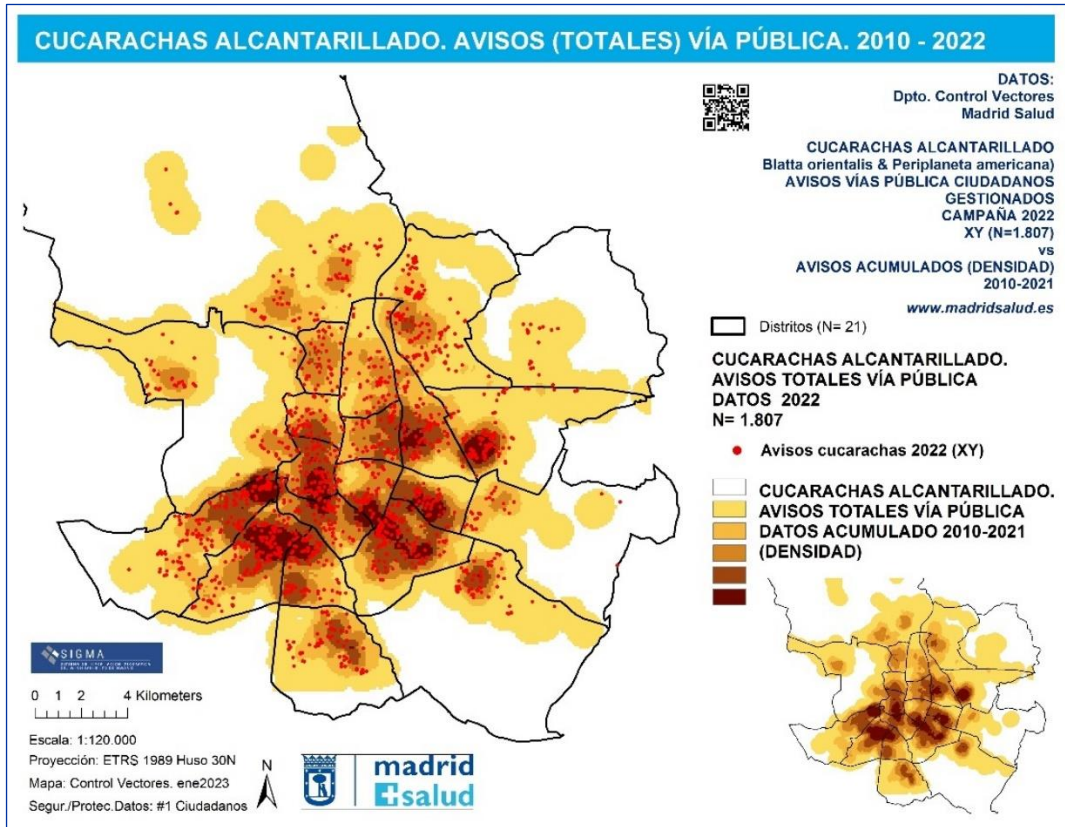 CUCARACHAS ALCANTARILLADO. AVISOS (TOTALES) VÍA PÚBLICA. 2010 - 2022
DATOS:
Dpto. Control Vectores
Madrid Salud
CUCARACHAS ALCANTARILLADO
Blatta orientalis & Periplaneta americana)
AVISOS VÍAS PÚBLICA CIUDADANOS
GESTIONADOS
CAMPAÑA 2022
XY (N=1.807)
vs
AVISOS ACUMULADOS (DENSIDAD)
2010-2021
www.madridsalud.es
Distritos (N= 21)
CUCARACHAS ALCANTARILLADO.
AVISOS TOTALES VÍA PÚBLICA
DATOS 2022
N= 1.807
Avisos cucarachas 2022 (XY)
CUCARACHAS ALCANTARILLADO.
AVISOS TOTALES VÍA PÚBLICA
DATOS ACUMULADO 2010-2021
(DENSIDAD)
SIGMA
0 1 2 4 Kilometers
Escala: 1:120.000
Proyección: ETRS 1989 Huso 30N
Mapa: Control Vectores. ene2023
Segur./Protec.Datos: #1 Ciudadanos
N
madrid
salud